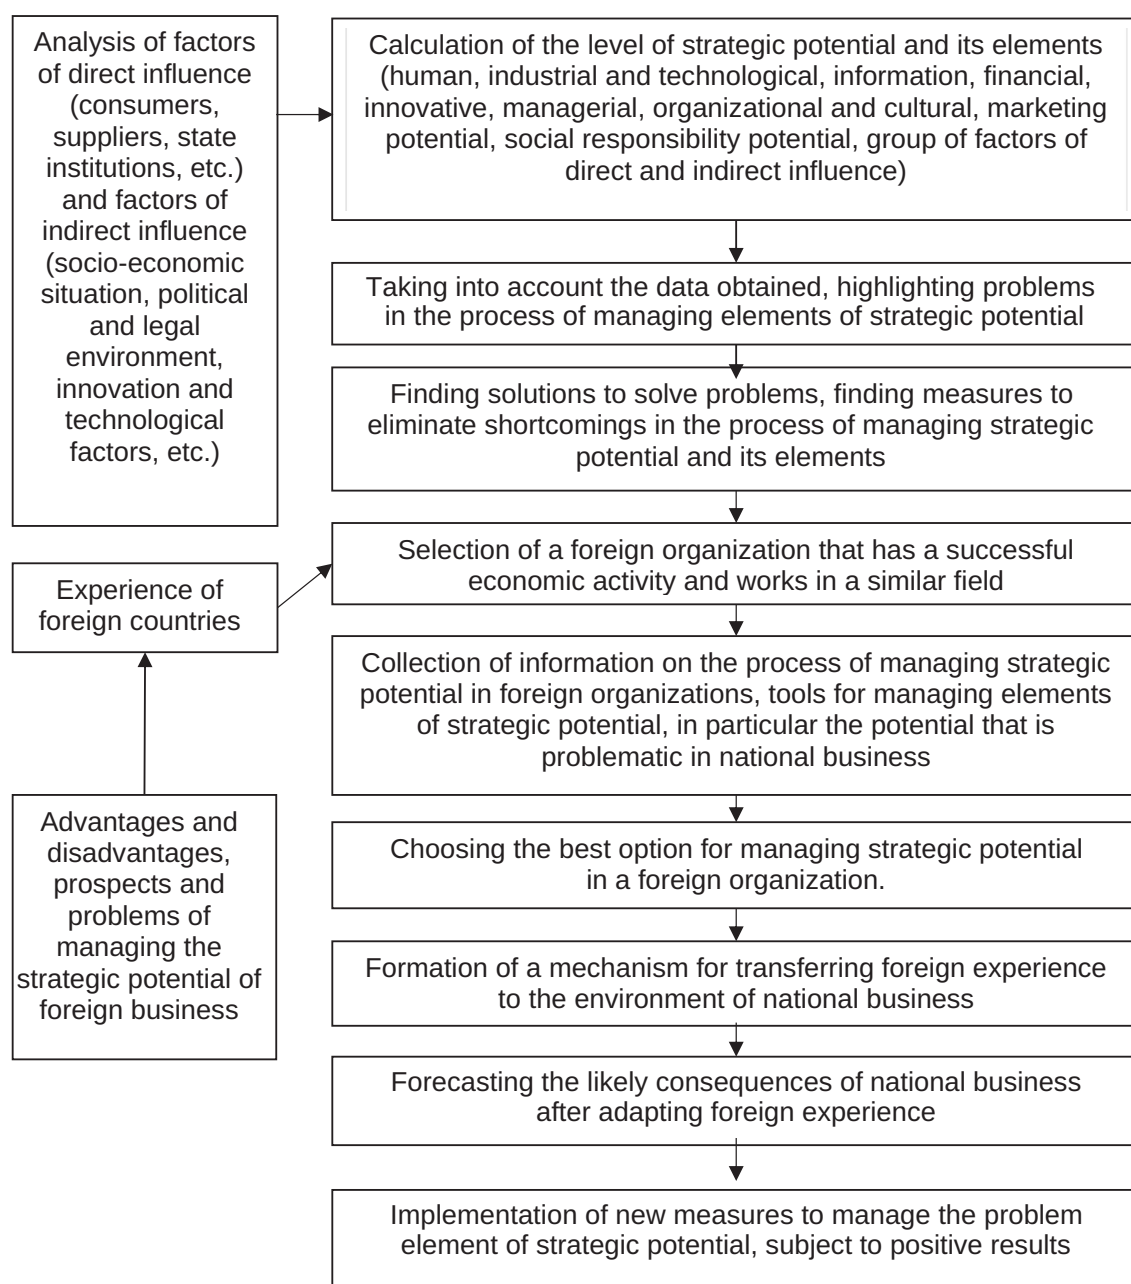 Analysis of factors
of direct influence
(consumers,
suppliers, state
institutions, etc.)
and factors of
indirect influence
(socio-economic
situation, political
and legal
environment,
innovation and
technological
factors, etc.)
Calculation of the level of strategic potential and its elements
(human, industrial and technological, information, financial,
innovative, managerial, organizational and cultural, marketing
potential, social responsibility potential, group of factors of
direct and indirect influence)
Taking into account the data obtained, highlighting problems
in the process of managing elements of strategic potential
Finding solutions to solve problems, finding measures to
eliminate shortcomings in the process of managing strategic
potential and its elements
Experience of
foreign countries
Selection of a foreign organization that has a successful
economic activity and works in a similar field
Collection of information on the process of managing strategic
potential in foreign organizations, tools for managing elements
of strategic potential, in particular the potential that is
problematic in national business
Advantages and
disadvantages,
prospects and
problems of
managing the
strategic potential of
foreign business
Choosing the best option for managing strategic potential
in a foreign organization.
Formation of a mechanism for transferring foreign experience
to the environment of national business
Forecasting the likely consequences of national business
after adapting foreign experience
Implementation of new measures to manage the problem
element of strategic potential, subject to positive results